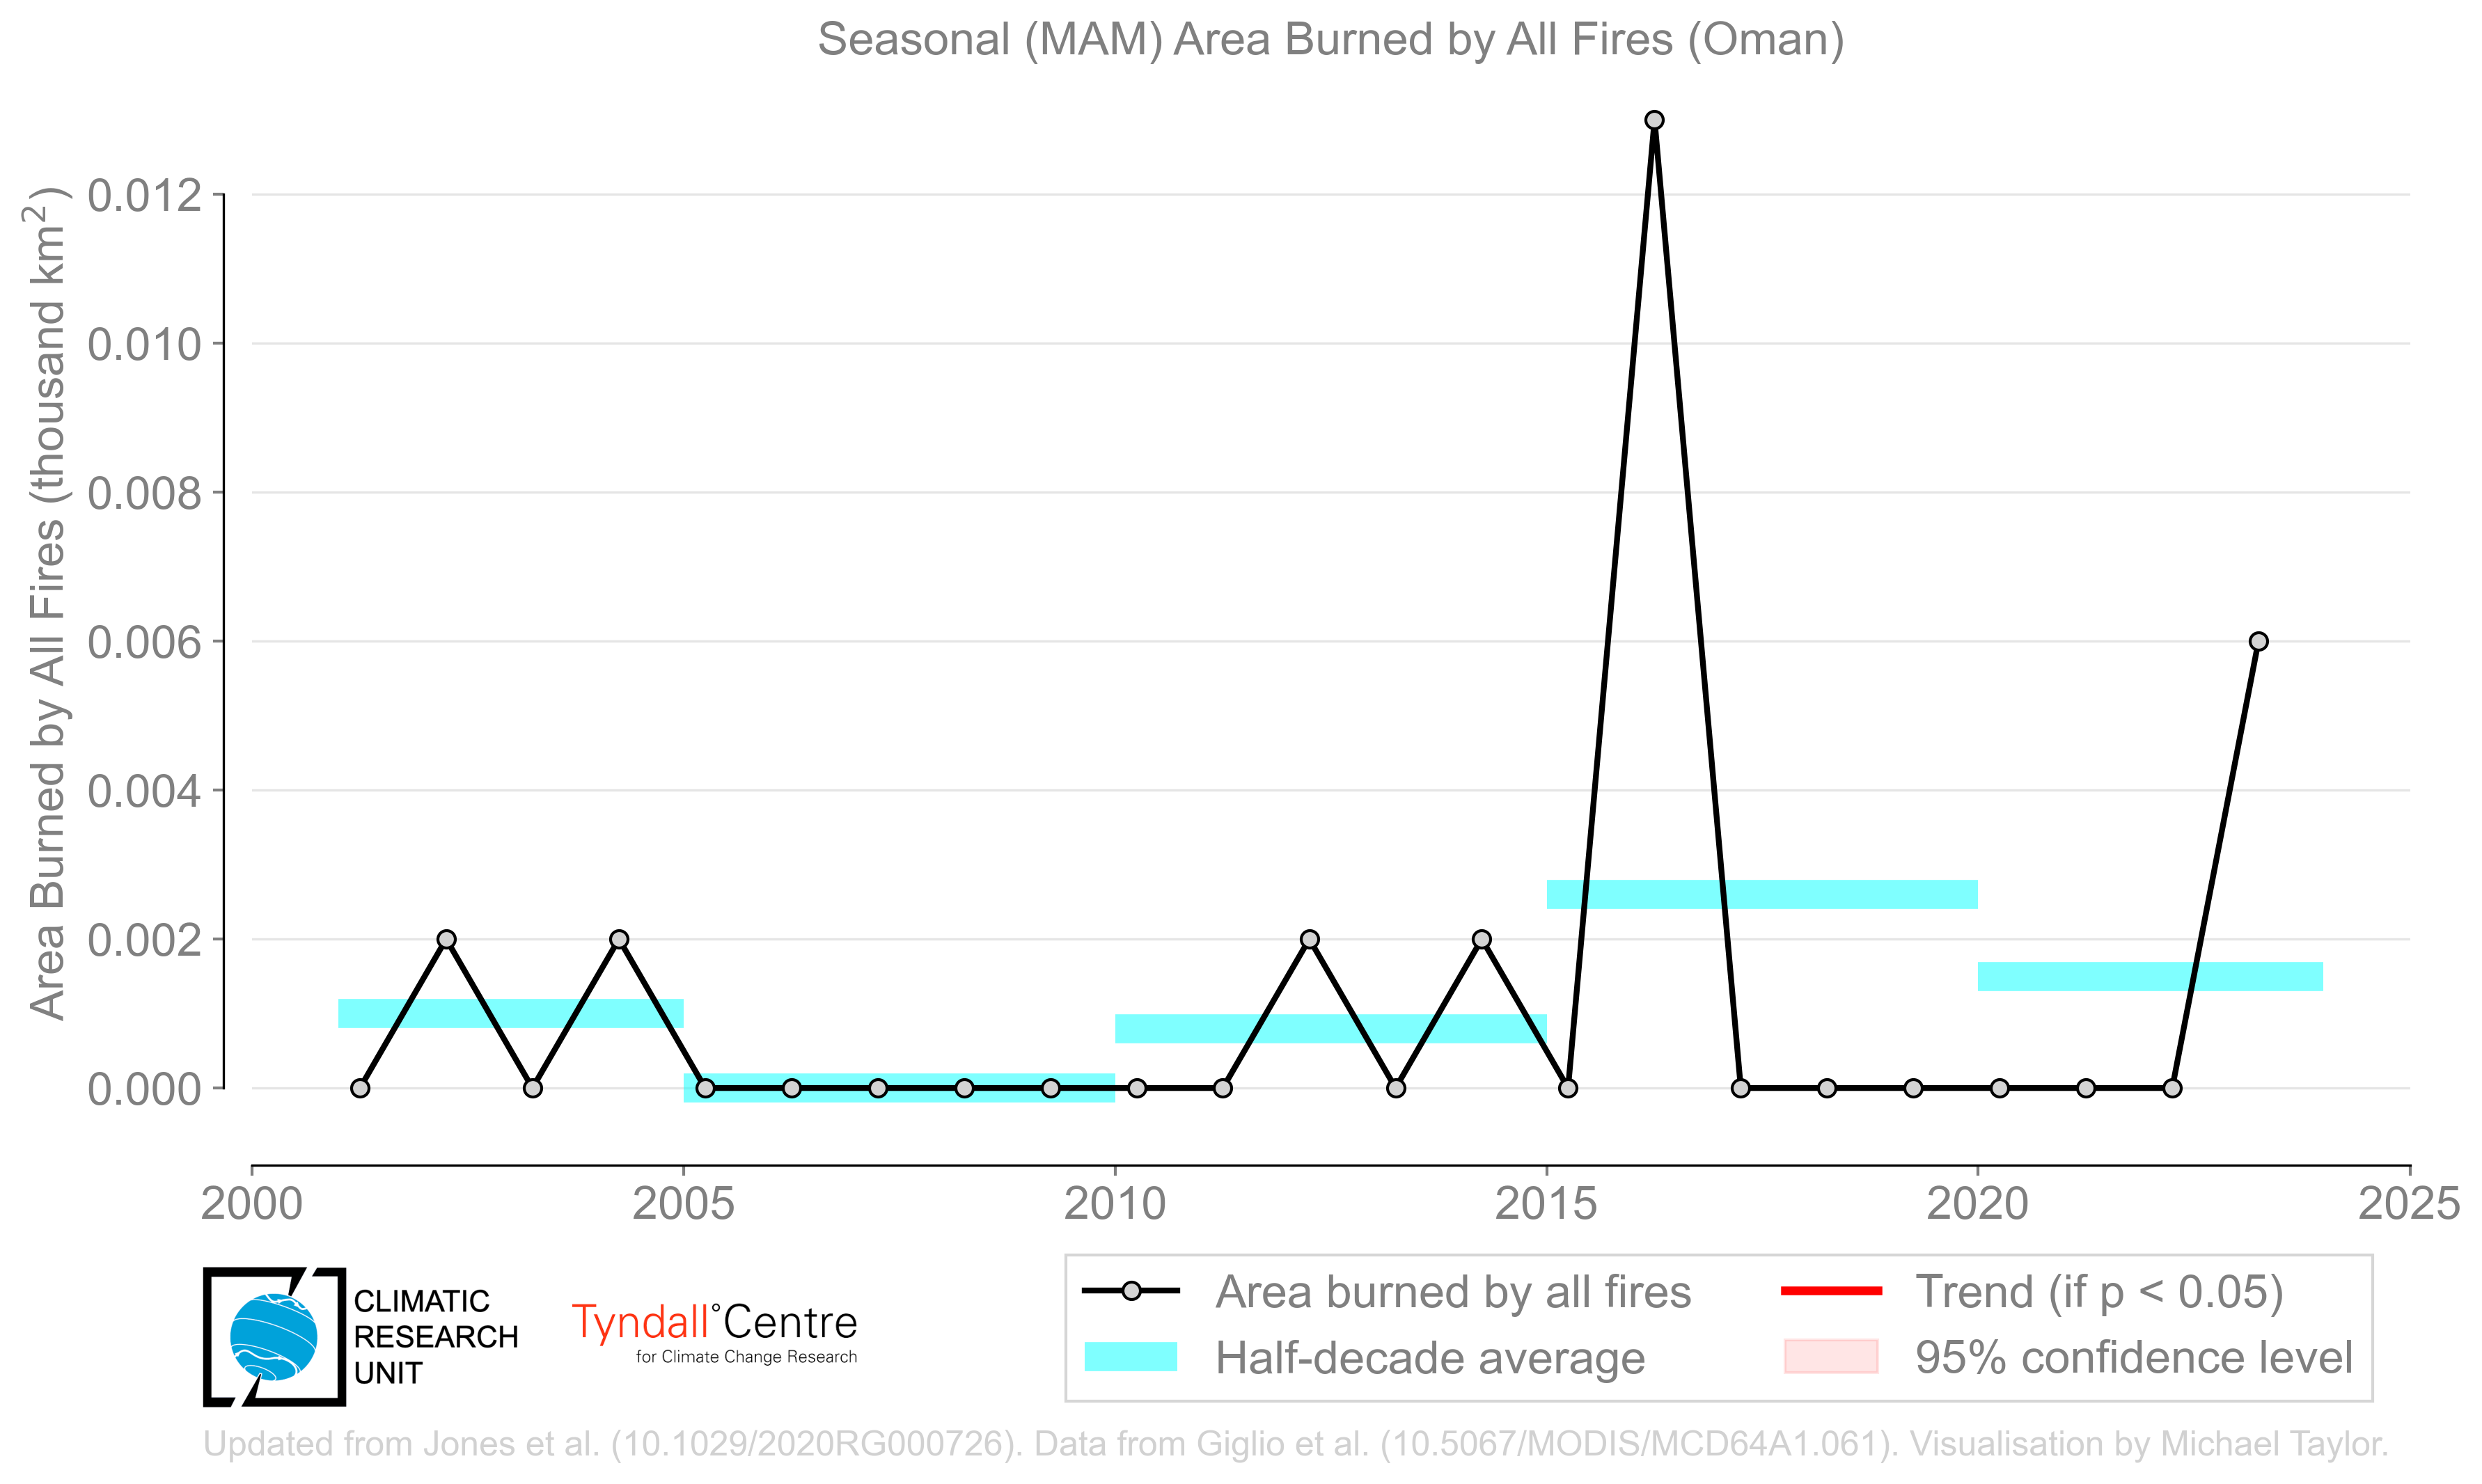 Seasonal (MAM) Area Burned by All Fires (Oman)
Area Burned by All Fires (thousand km²)
0.012
0.010
0.008
0.006
0.004
0.002
0.000
2000 2005 2010 2015 2020 2025
CLIMATIC
RESEARCH
UNIT
Tyndall°Centre
for Climate Change Research
Area burned by all fires
Half-decade average
Trend (if p < 0.05)
95% confidence level
Updated from Jones et al. (10.1029/2020RG000726). Data from Giglio et al. (10.5067/MODIS/MCD64A1.061). Visualisation by Michael Taylor.